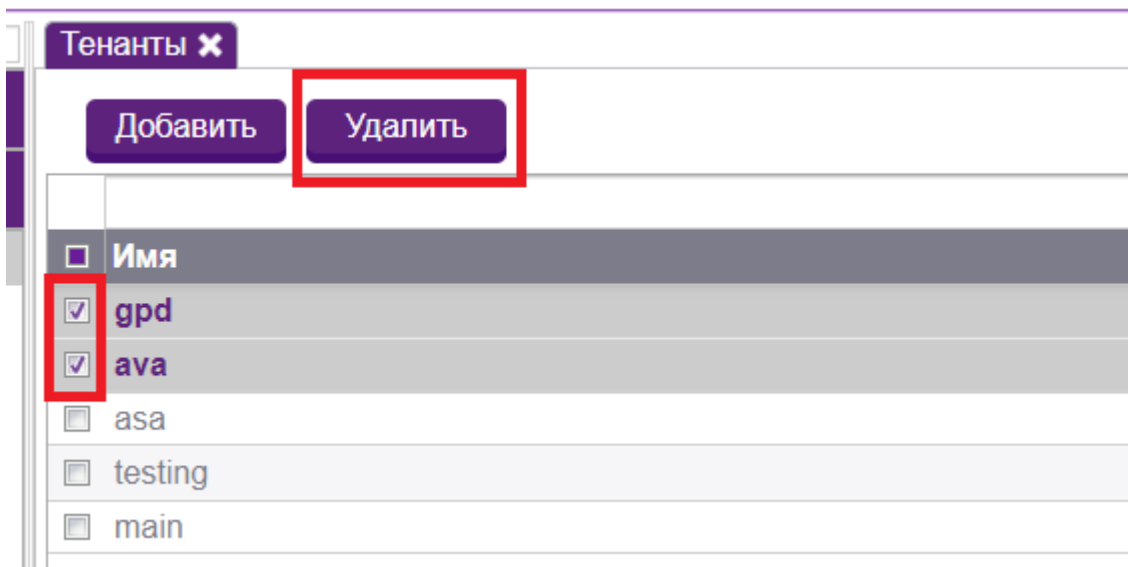 Тенанты
Добавить Удалить
Имя
gpd
ava
asa
testing
main